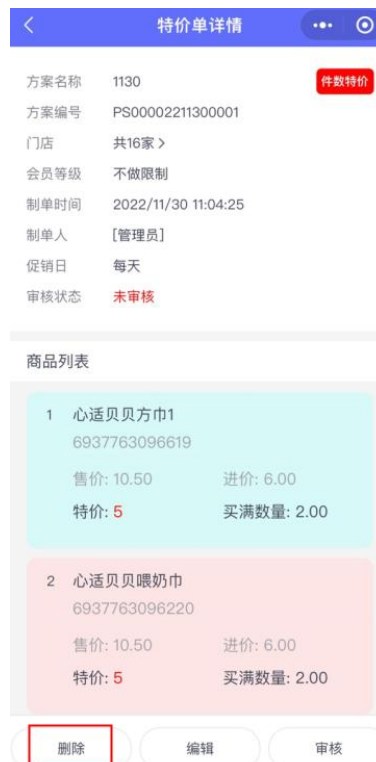 特价单详情
方案名称 1130 件数特价
方案编号 PS00002211300001
门店 共16家 >
会员等级 不做限制
制单时间 2022/11/30 11:04:25
制单人 [管理员]
促销日 每天
审核状态 未审核
商品列表
1 心适贝贝方巾1
6937763096619
售价: 10.50 进价: 6.00
特价: 5 买满数量: 2.00
2 心适贝贝喂奶巾
6937763096220
售价: 10.50 进价: 6.00
特价: 5 买满数量: 2.00
删除 编辑 审核